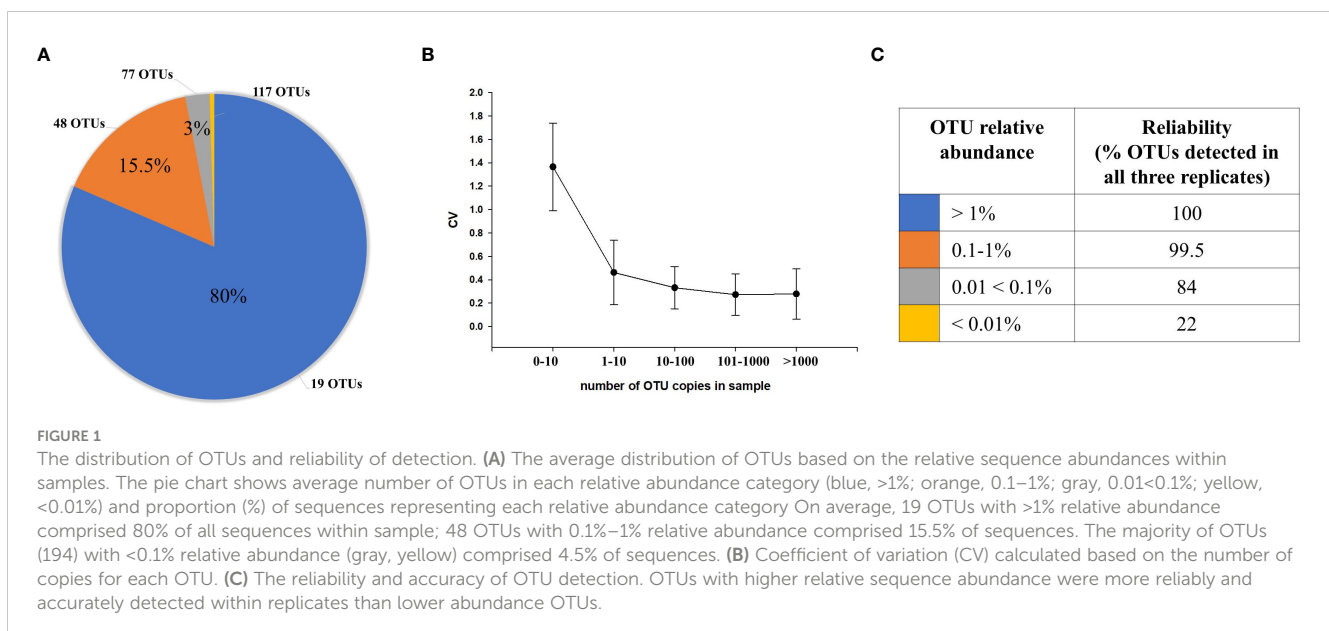 A
77 OTUs
117 OTUs
48 OTUs
3%
15.5%
80%
19 OTUs
B
2.0
1.8
1.6
1.4
1.2
1.0
0.8
0.6
0.4
0.2
0.0
CV
0-10
1-10
10-100
101-1000
>1000
number of OTU copies in sample
C
OTU relative
abundance
Reliability
(% OTUs detected in
all three replicates)
> 1%
100
0.1-1%
99.5
0.01 < 0.1%
84
< 0.01%
22
FIGURE 1
The distribution of OTUs and reliability of detection. (A) The average distribution of OTUs based on the relative sequence abundances within
samples. The pie chart shows average number of OTUs in each relative abundance category (blue, >1%; orange, 0.1–1%; gray, 0.01<0.1%; yellow,
<0.01%) and proportion (%) of sequences representing each relative abundance category On average, 19 OTUs with >1% relative abundance
comprised 80% of all sequences within sample; 48 OTUs with 0.1%–1% relative abundance comprised 15.5% of sequences. The majority of OTUs
(194) with <0.1% relative abundance (gray, yellow) comprised 4.5% of sequences. (B) Coefficient of variation (CV) calculated based on the number of
copies for each OTU. (C) The reliability and accuracy of OTU detection. OTUs with higher relative sequence abundance were more reliably and
accurately detected within replicates than lower abundance OTUs.